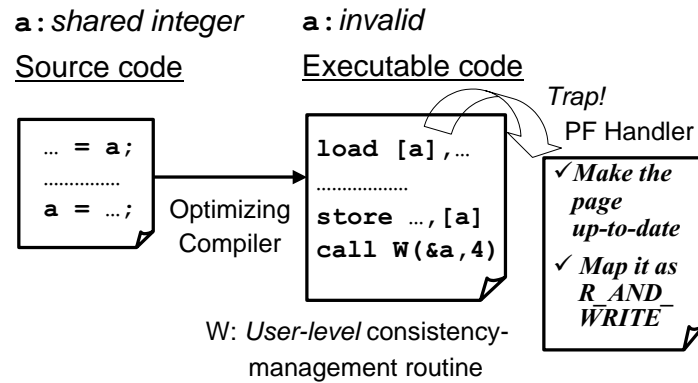 a: shared integer
a: invalid
Source code
Executable code
Trap!
PF Handler
… = a;
……………
a = …;
Optimizing
Compiler
load [a],…
………………
store …,[a]
call W(&a,4)
✓ Make the
page
up-to-date
✓ Map it as
R_AND_
WRITE
W: User-level consistency-
management routine